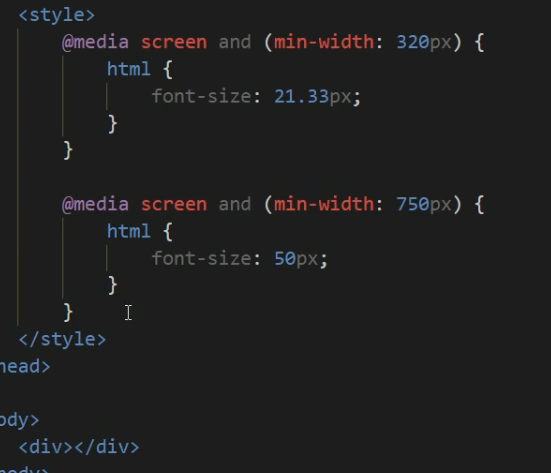 <style>
@media screen and (min-width: 320px) {
html {
font-size: 21.33px;
}
}
@media screen and (min-width: 750px) {
html {
font-size: 50px;
}
}
</style>
head>
ody>
<div></div>
body>